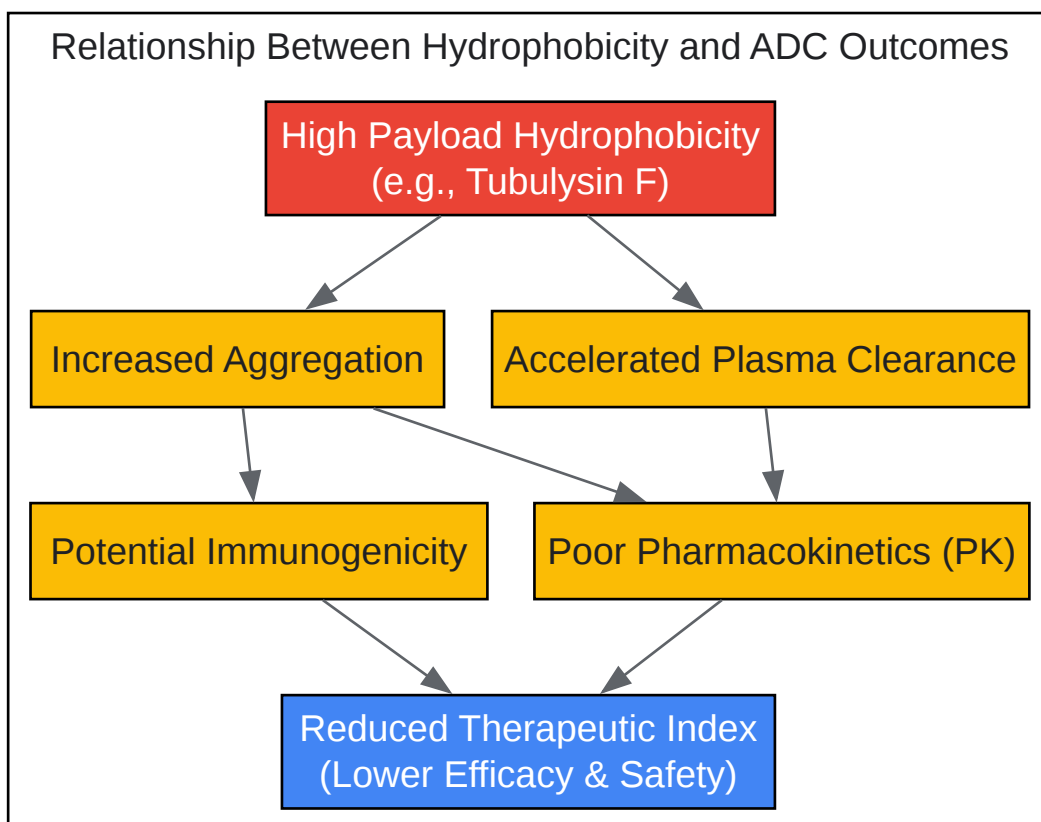 Relationship Between Hydrophobicity and ADC Outcomes
High Payload Hydrophobicity
(e.g., Tubulysin F)
Increased Aggregation
Accelerated Plasma Clearance
Potential Immunogenicity
Poor Pharmacokinetics (PK)
Reduced Therapeutic Index
(Lower Efficacy & Safety)